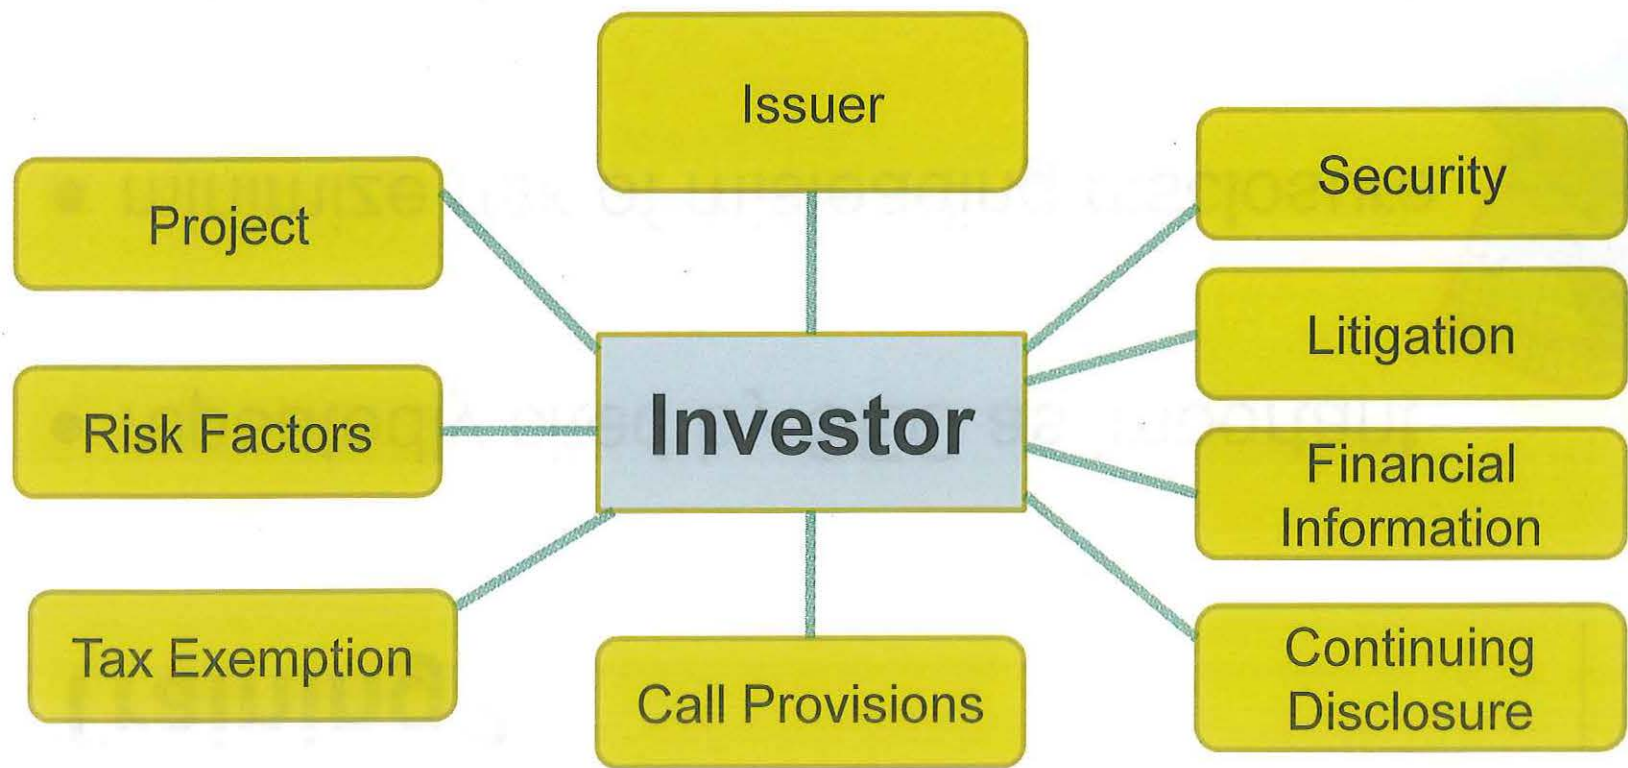 Issuer
Project
Security
Risk Factors
Investor
Litigation
Financial
Information
Tax Exemption
Call Provisions
Continuing
Disclosure